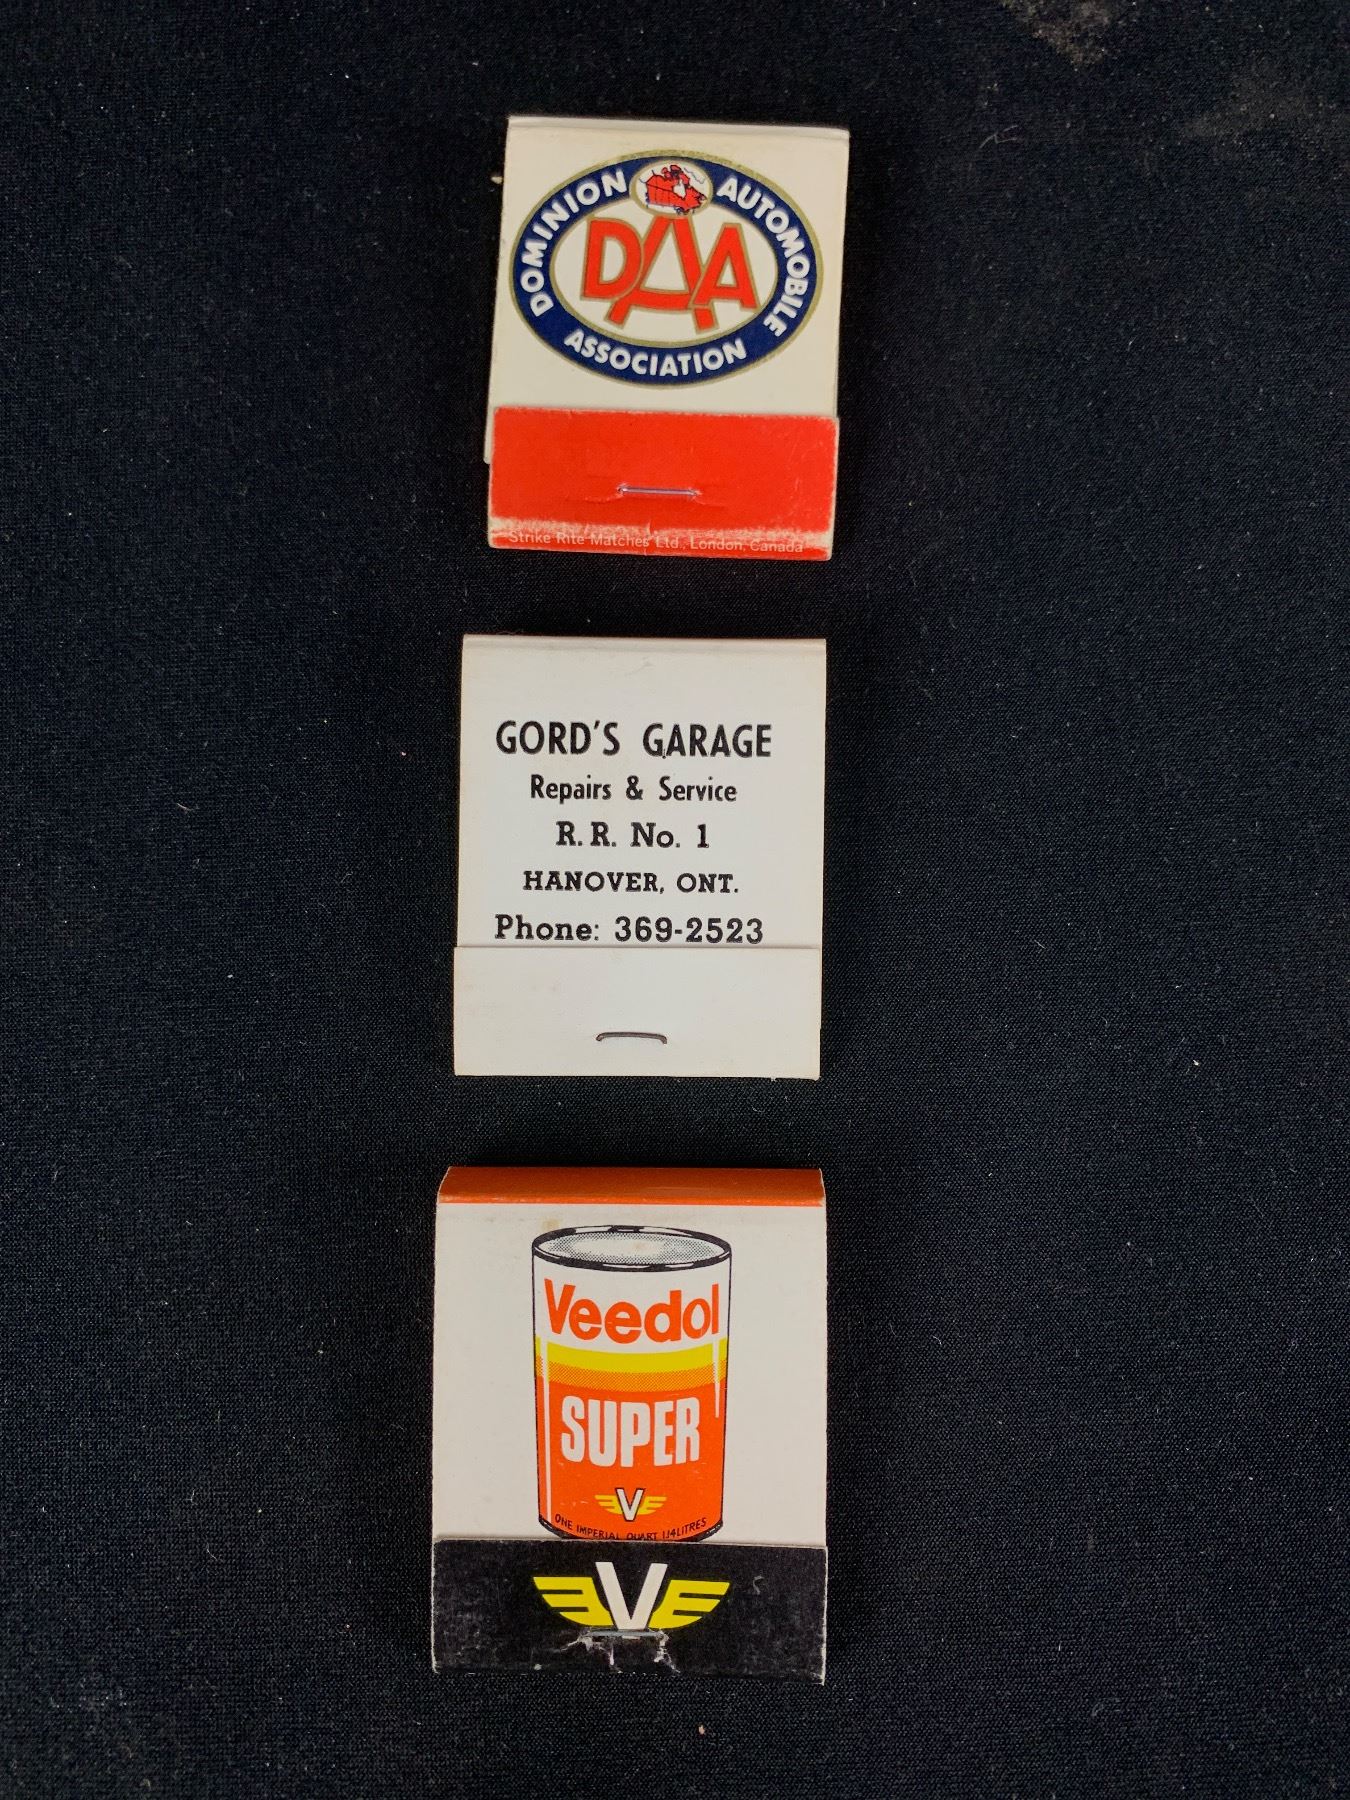 DOMINION AUTOMOBILE
DAA
ASSOCIATION
Strike Rite Matches Ltd., London, Canada
GORD'S GARAGE
Repairs & Service
R. R. No. 1
HANOVER, ONT.
Phone: 369-2523
Veedol
SUPER
V
ONE IMPERIAL QUART 1.14 LITRES
V